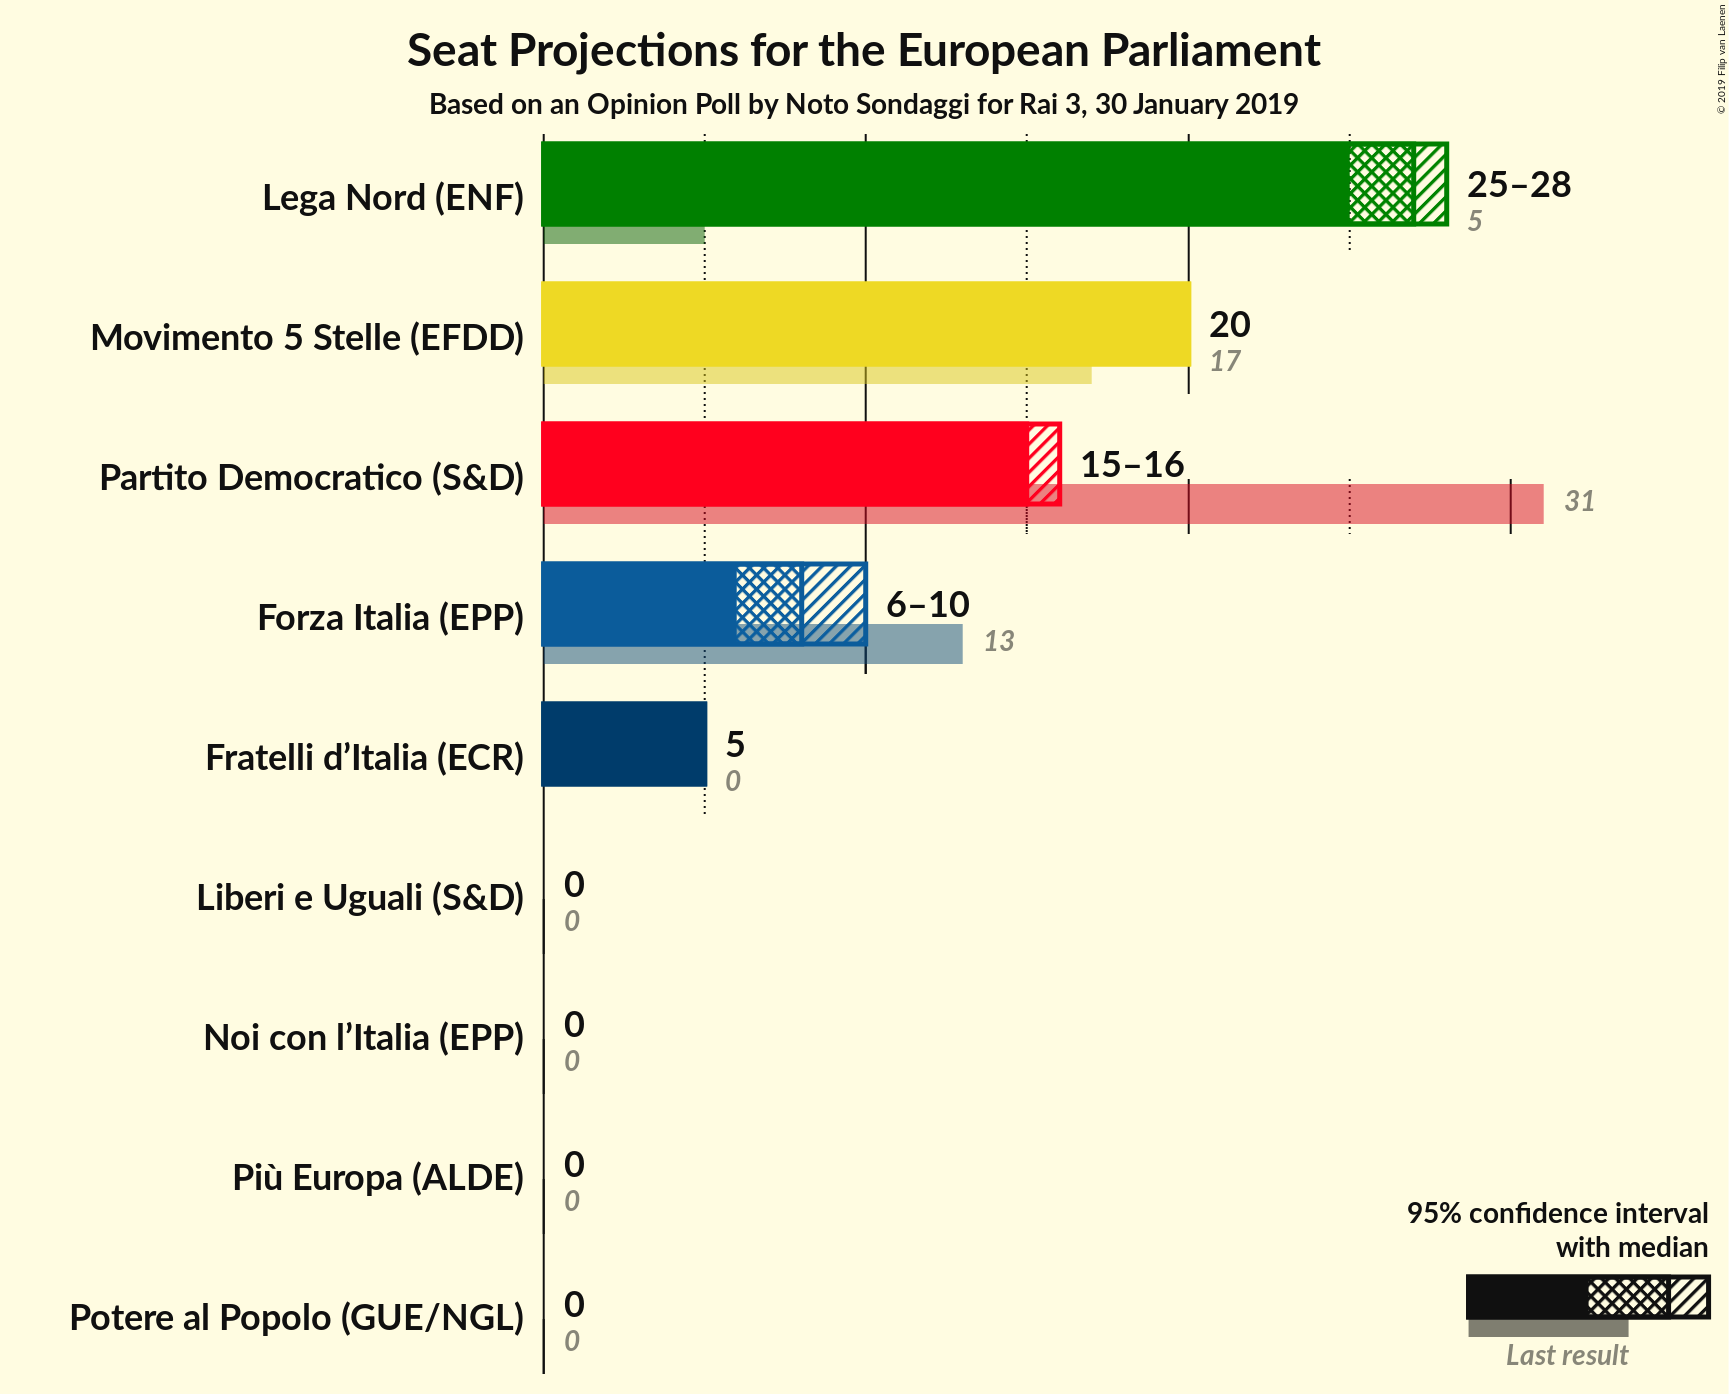 Seat Projections for the European Parliament
Based on an Opinion Poll by Noto Sondaggi for Rai 3, 30 January 2019
© 2019 Filip van Laenen
Lega Nord (ENF)
25–28
5
Movimento 5 Stelle (EFDD)
20
17
Partito Democratico (S&D)
15–16
31
Forza Italia (EPP)
6–10
13
Fratelli d’Italia (ECR)
5
0
Liberi e Uguali (S&D)
0
0
Noi con l’Italia (EPP)
0
0
Più Europa (ALDE)
0
0
Potere al Popolo (GUE/NGL)
0
0
95% confidence interval
with median
Last result